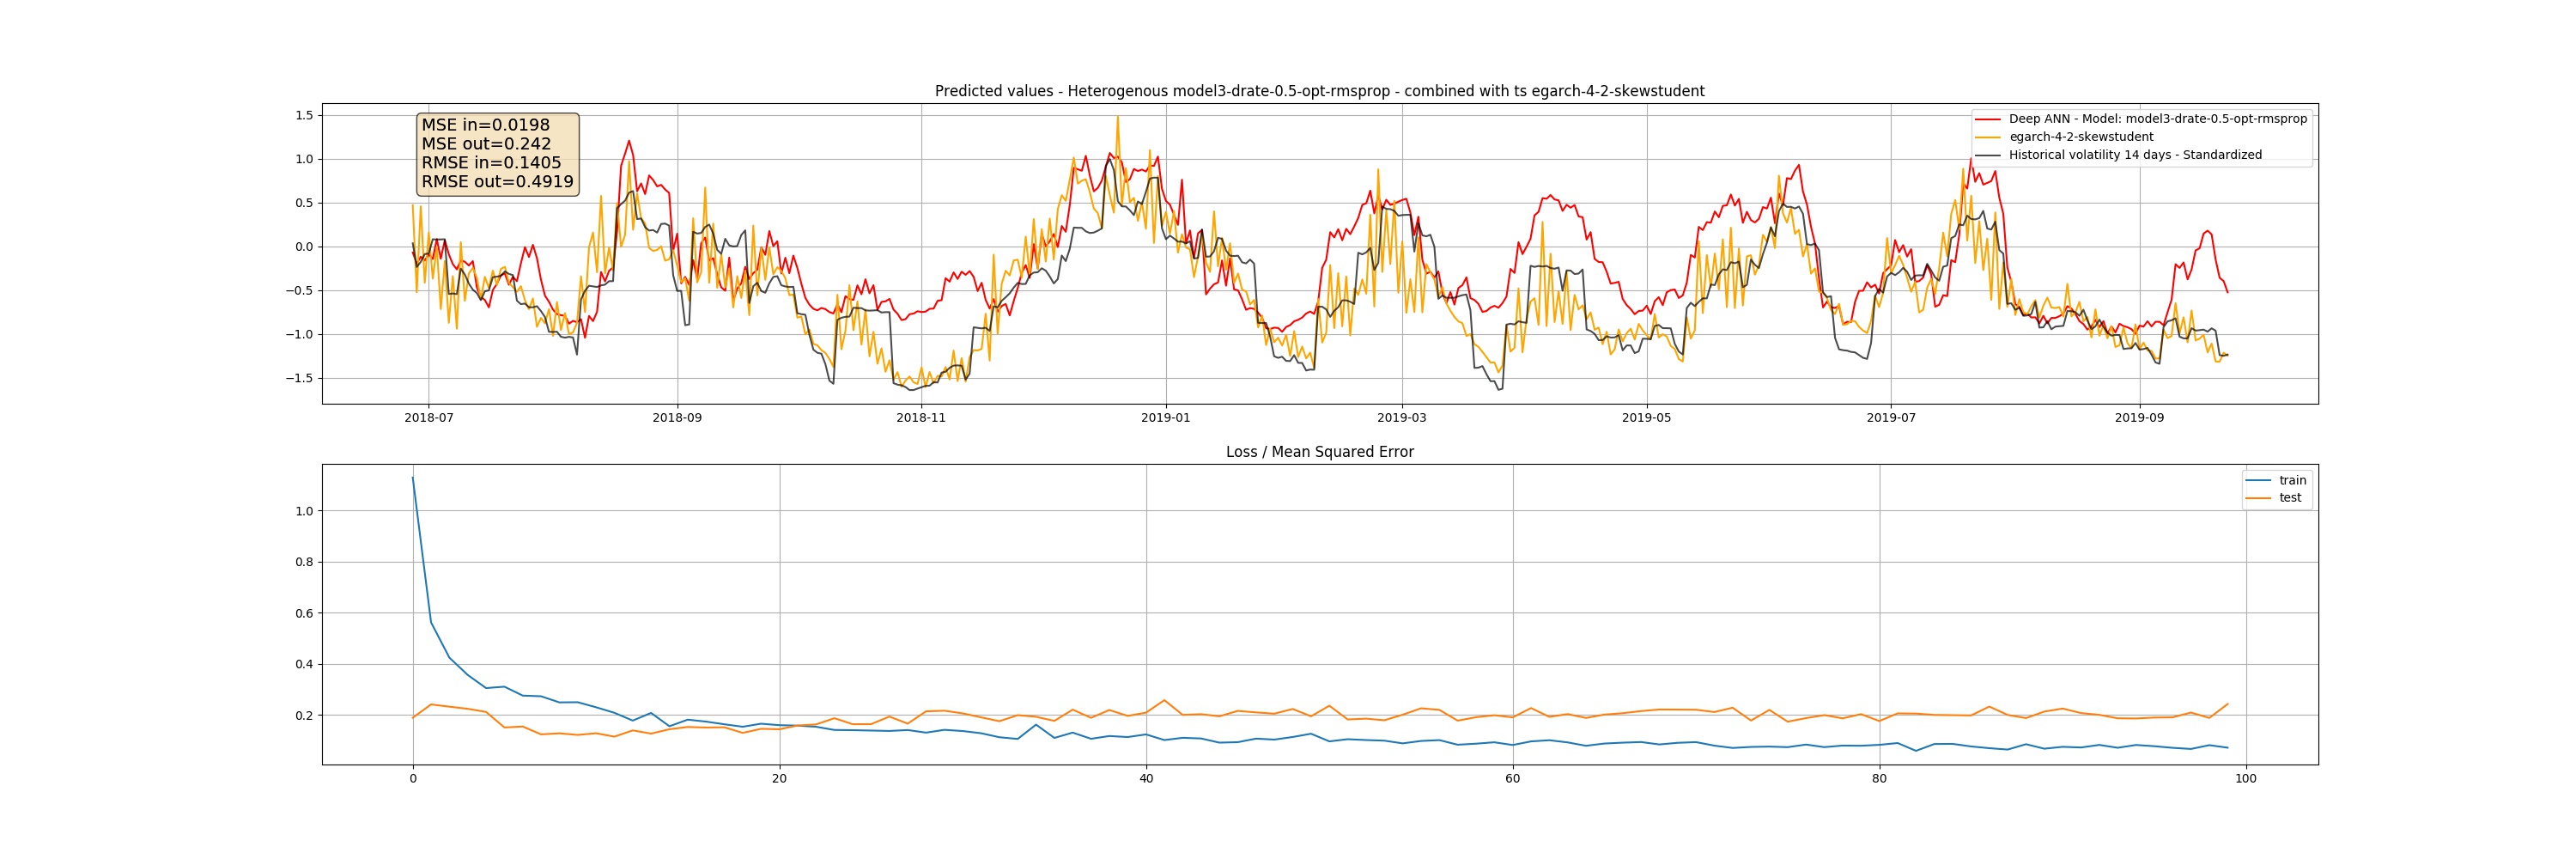 Predicted values - Heterogenous model3-drate-0.5-opt-rmsprop - combined with ts egarch-4-2-skewstudent
MSE in=0.0198
MSE out=0.242
RMSE in=0.1405
RMSE out=0.4919
Deep ANN - Model: model3-drate-0.5-opt-rmsprop
egarch-4-2-skewstudent
Historical volatility 14 days - Standardized
1.5
1.0
0.5
0.0
−0.5
−1.0
−1.5
2018-07 2018-09 2018-11 2019-01 2019-03 2019-05 2019-07 2019-09
Loss / Mean Squared Error
train
test
1.0
0.8
0.6
0.4
0.2
0 20 40 60 80 100